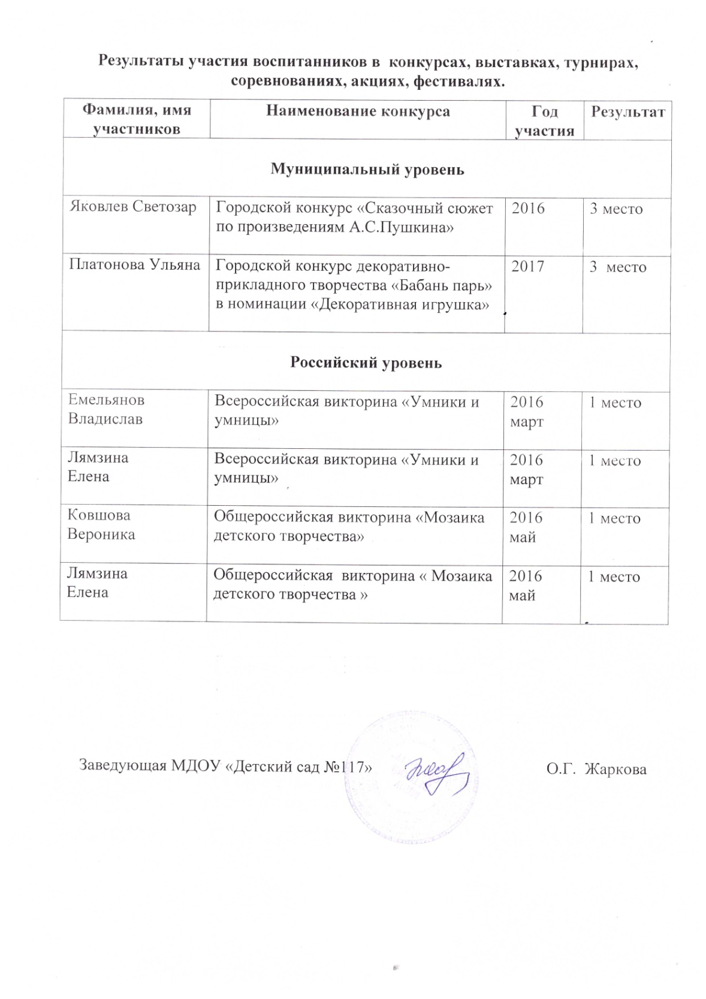 Результаты участия воспитанников в  конкурсах, выставках, турнирах,
соревнованиях, акциях, фестивалях.
Фамилия, имя
участников
Наименование конкурса
Год
участия
Результат
Муниципальный уровень
Яковлев Светозар
Городской конкурс «Сказочный сюжет
по произведениям А.С.Пушкина»
2016
3 место
Платонова Ульяна
Городской конкурс декоративно-
прикладного творчества «Бабань парь»
в номинации «Декоративная игрушка»
2017
3  место
Российский уровень
Емельянов
Владислав
Всероссийская викторина «Умники и
умницы»
2016
март
1 место
Лямзина
Елена
Всероссийская викторина «Умники и
умницы»
2016
март
1 место
Ковшова
Вероника
Общероссийская викторина «Мозаика
детского творчества»
2016
май
1 место
Лямзина
Елена
Общероссийская  викторина « Мозаика
детского творчества »
2016
май
1 место
Заведующая МДОУ «Детский сад №117»
О.Г.  Жаркова